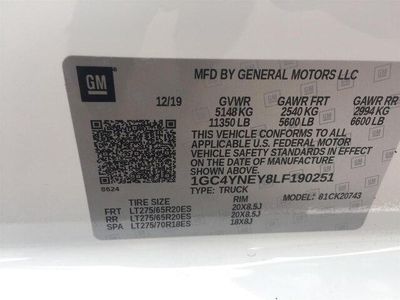 GM
MFD BY GENERAL MOTORS LLC
12/19 GVWR GAWR FRT GAWR RR
5148 KG 2540 KG 2994 KG
11350 LB 5600 LB 6600 LB
THIS VEHICLE CONFORMS TO ALL
APPLICABLE U.S. FEDERAL MOTOR
VEHICLE SAFETY STANDARDS IN EFFECT
ON THE DATE OF MANUFACTURE
SHOWN ABOVE.
1GC4YNEY8LF190251
8624 TYPE: TRUCK
TIRE SIZE RIM MODEL: 81CK20743
FRT LT275/65R20ES 20X8.5J
RR LT275/65R20ES 20X8.5J
SPA LT275/70R18ES 18X8J